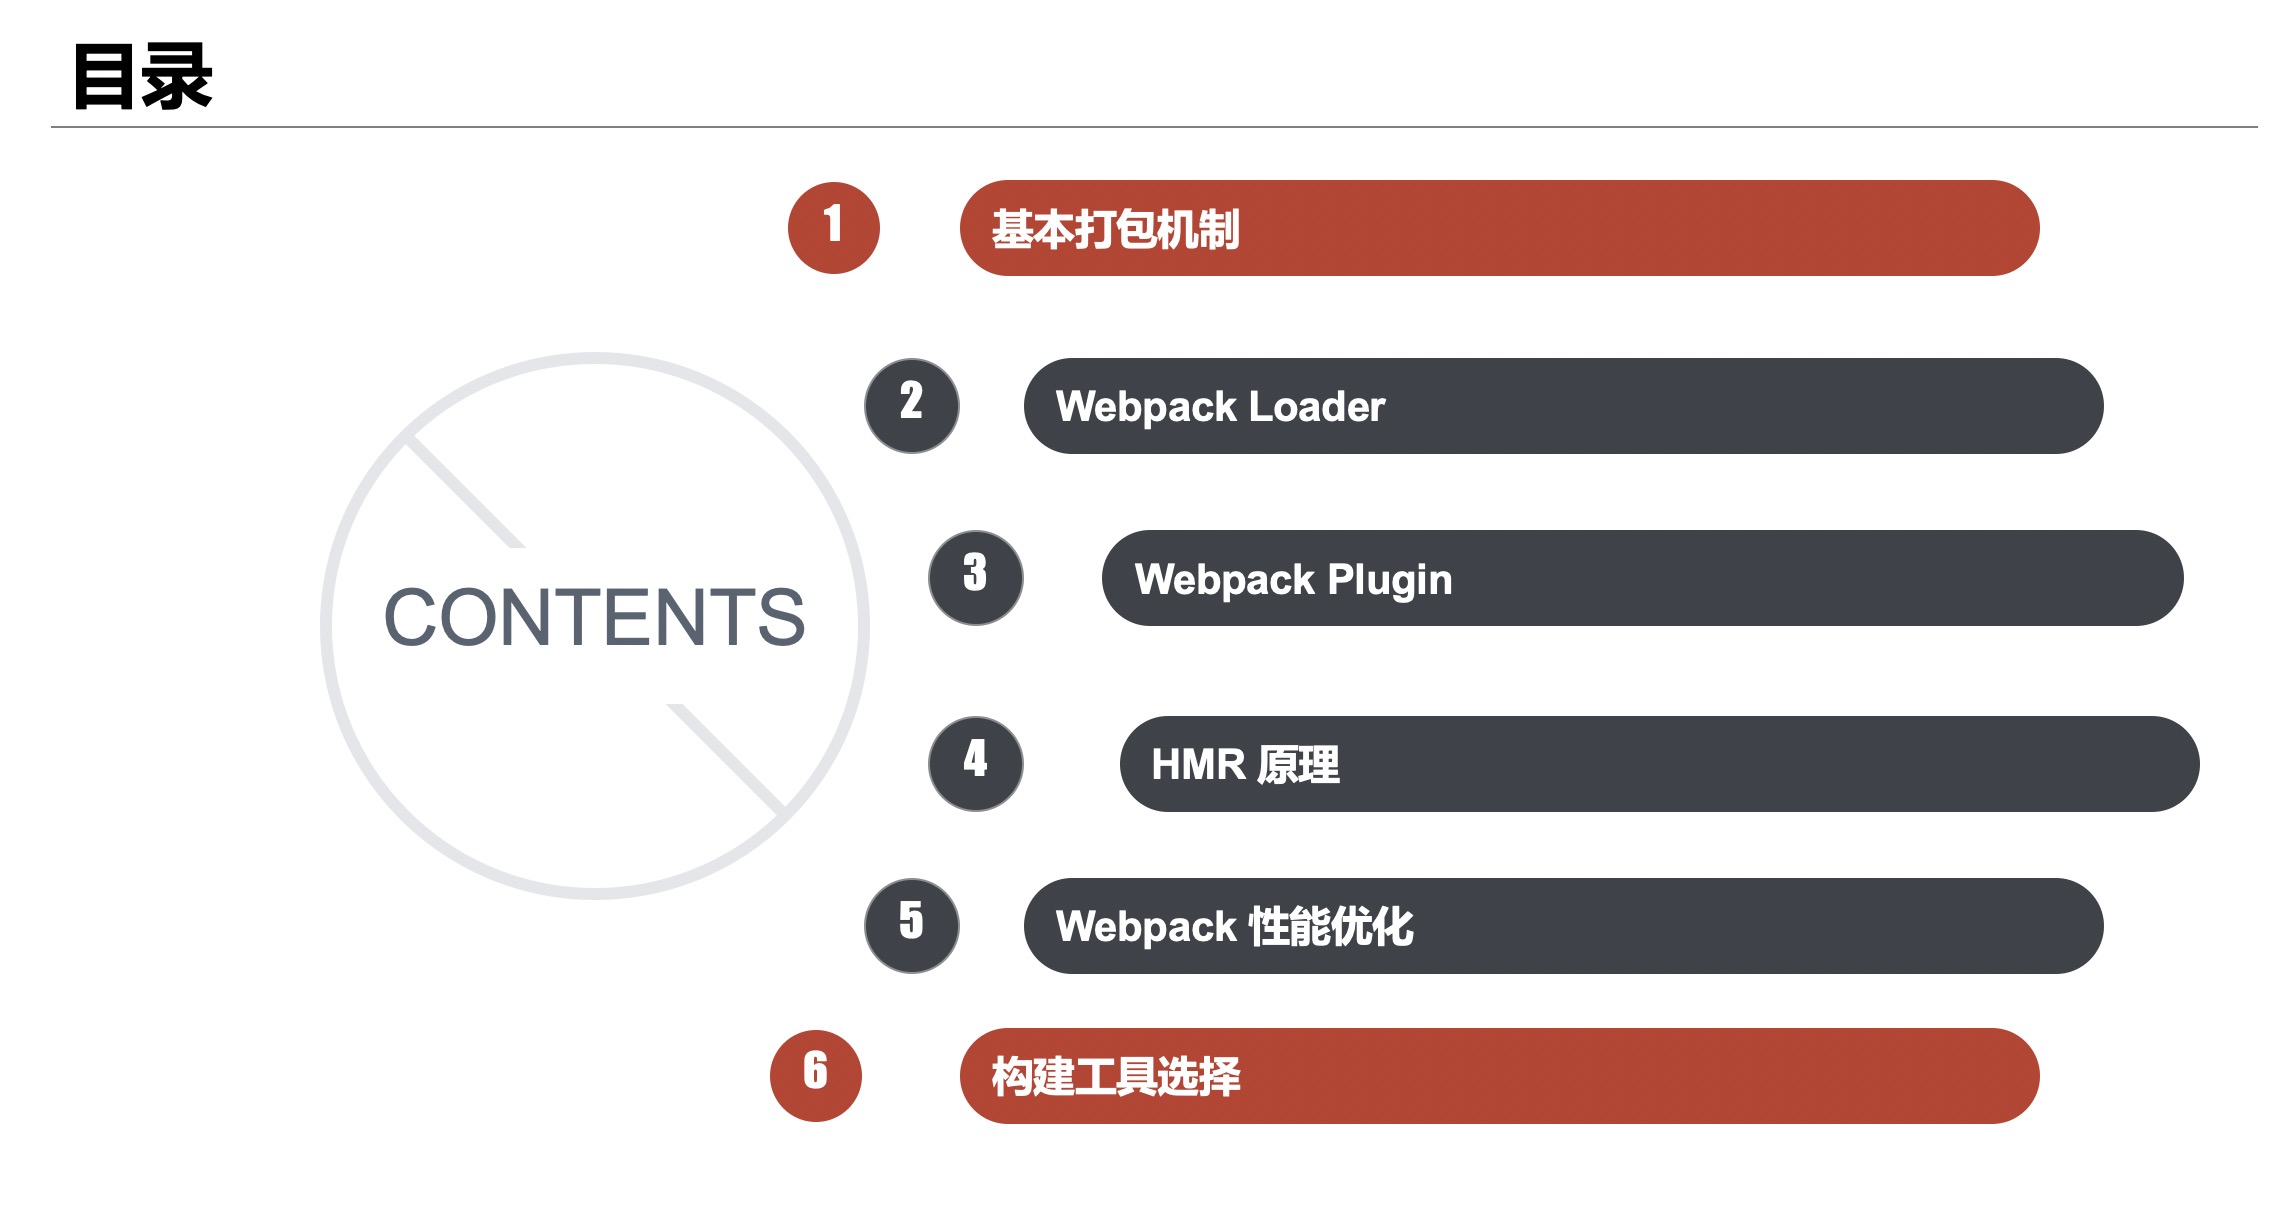 目录
CONTENTS
1
基本打包机制
2
Webpack Loader
3
Webpack Plugin
4
HMR 原理
5
Webpack 性能优化
6
构建工具选择